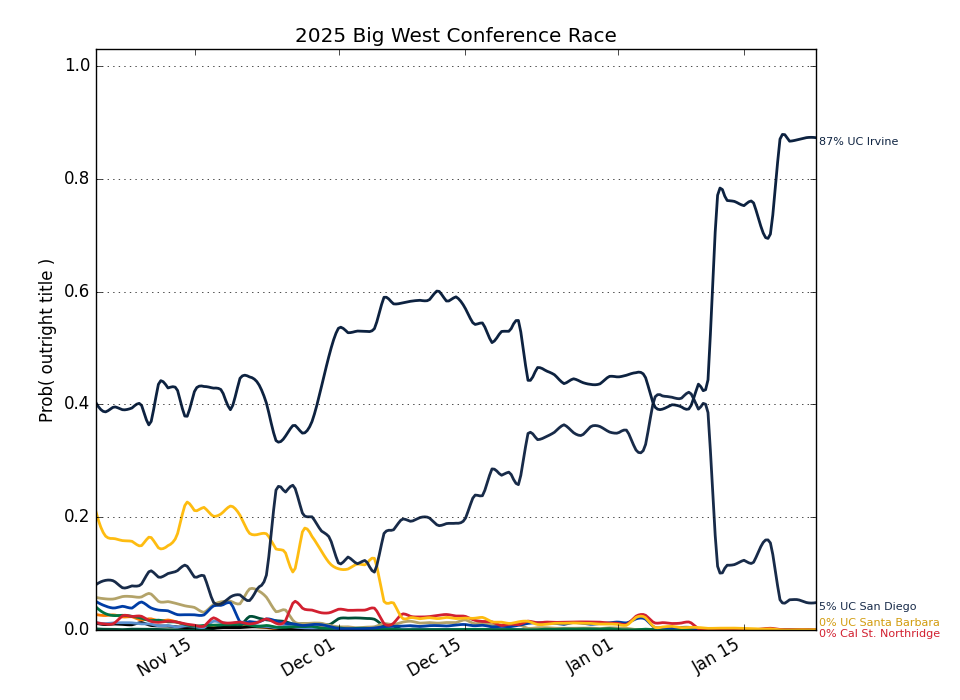 2025 Big West Conference Race
Prob( outright title )
1.0
0.8
0.6
0.4
0.2
0.0
Nov 15
Dec 01
Dec 15
Jan 01
Jan 15
87% UC Irvine
5% UC San Diego
0% UC Santa Barbara
0% Cal St. Northridge